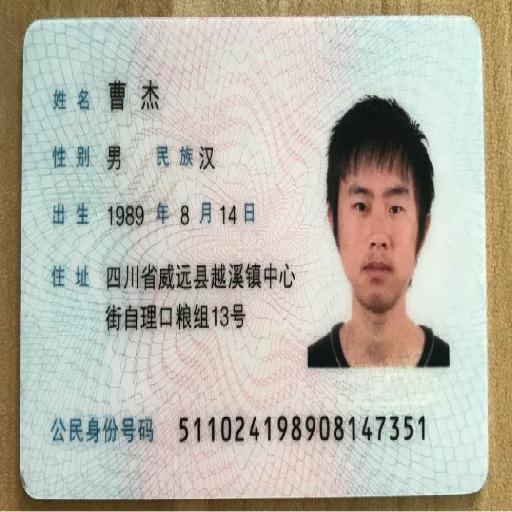 姓名 曹杰
性别 男 民族 汉
出生 1989 年 8 月 14 日
住址 四川省威远县越溪镇中心
街自理口粮组13号
公民身份号码 511024198908147351